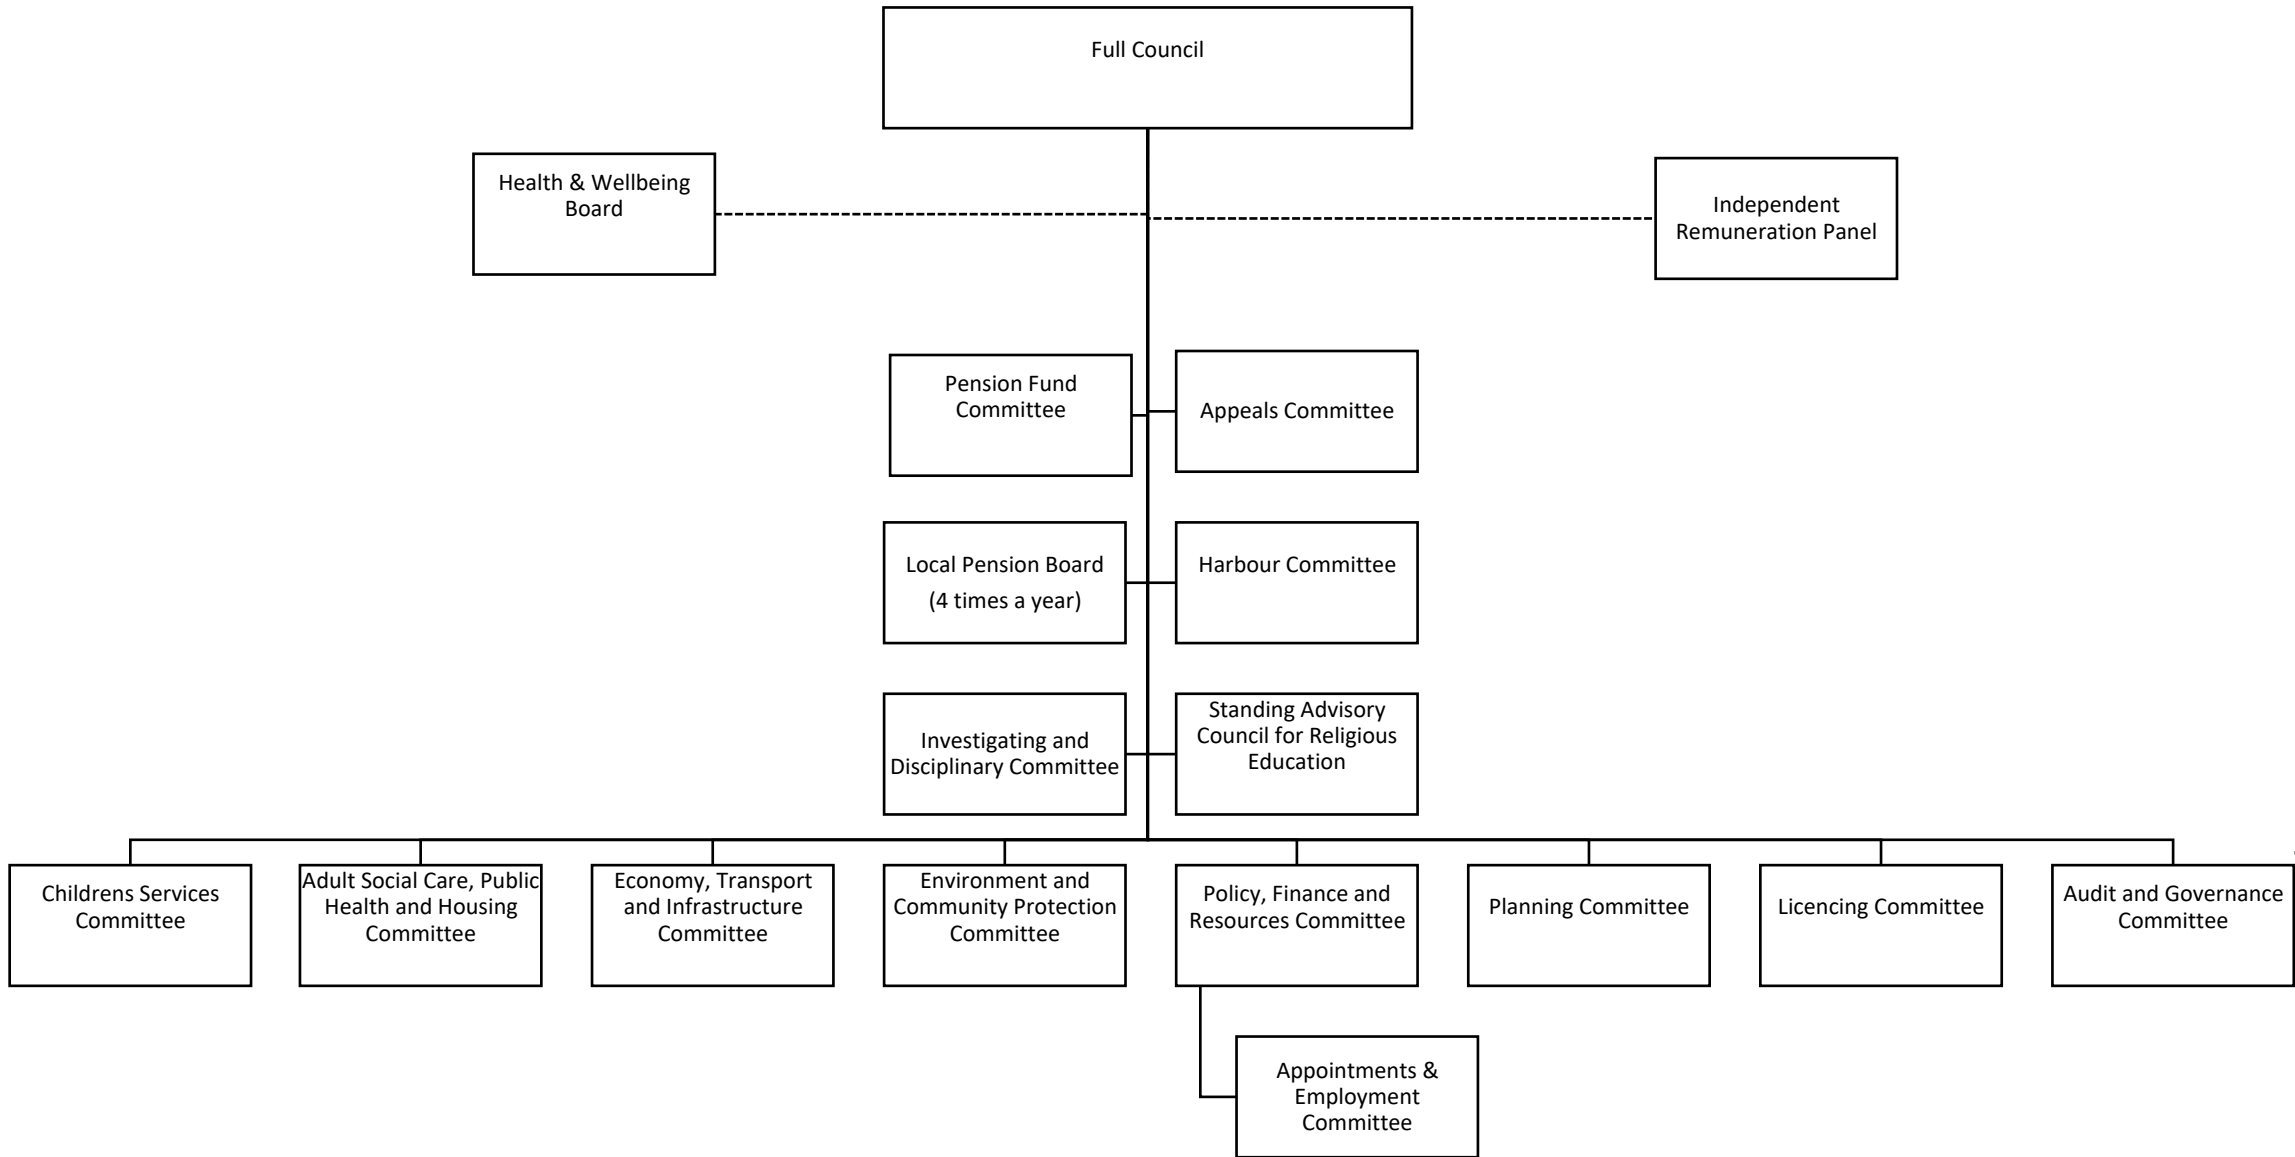 Full Council
Health & Wellbeing
Board
Independent
Remuneration Panel
Pension Fund
Committee
Appeals Committee
Local Pension Board
(4 times a year)
Harbour Committee
Investigating and
Disciplinary Committee
Standing Advisory
Council for Religious
Education
Childrens Services
Committee
Adult Social Care, Public
Health and Housing
Committee
Economy, Transport
and Infrastructure
Committee
Environment and
Community Protection
Committee
Policy, Finance and
Resources Committee
Planning Committee
Licencing Committee
Audit and Governance
Committee
Appointments &
Employment
Committee